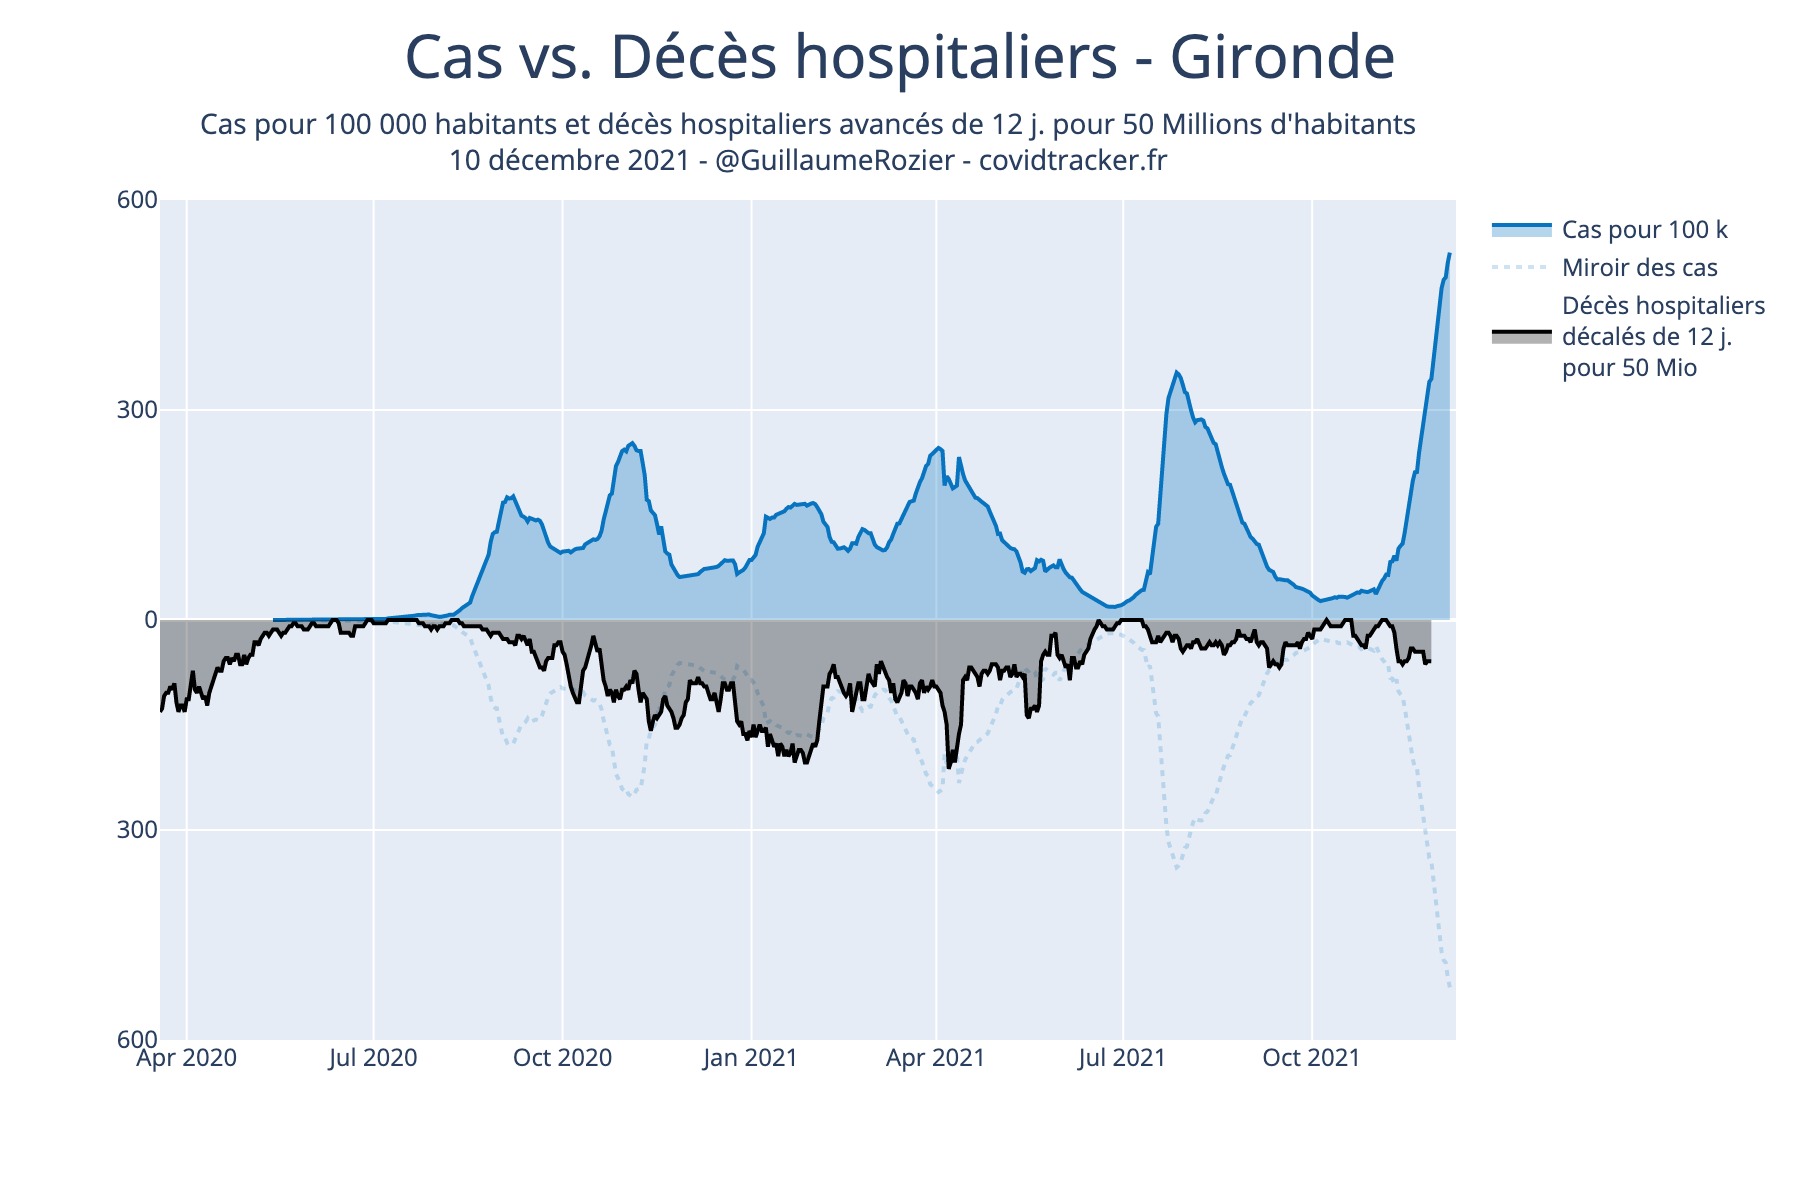 Cas vs. Décès hospitaliers - Gironde
Cas pour 100 000 habitants et décès hospitaliers avancés de 12 j. pour 50 Millions d'habitants
10 décembre 2021 - @GuillaumeRozier - covidtracker.fr
600
300
0
300
600
Apr 2020
Jul 2020
Oct 2020
Jan 2021
Apr 2021
Jul 2021
Oct 2021
Cas pour 100 k
Miroir des cas
Décès hospitaliers
décalés de 12 j.
pour 50 Mio